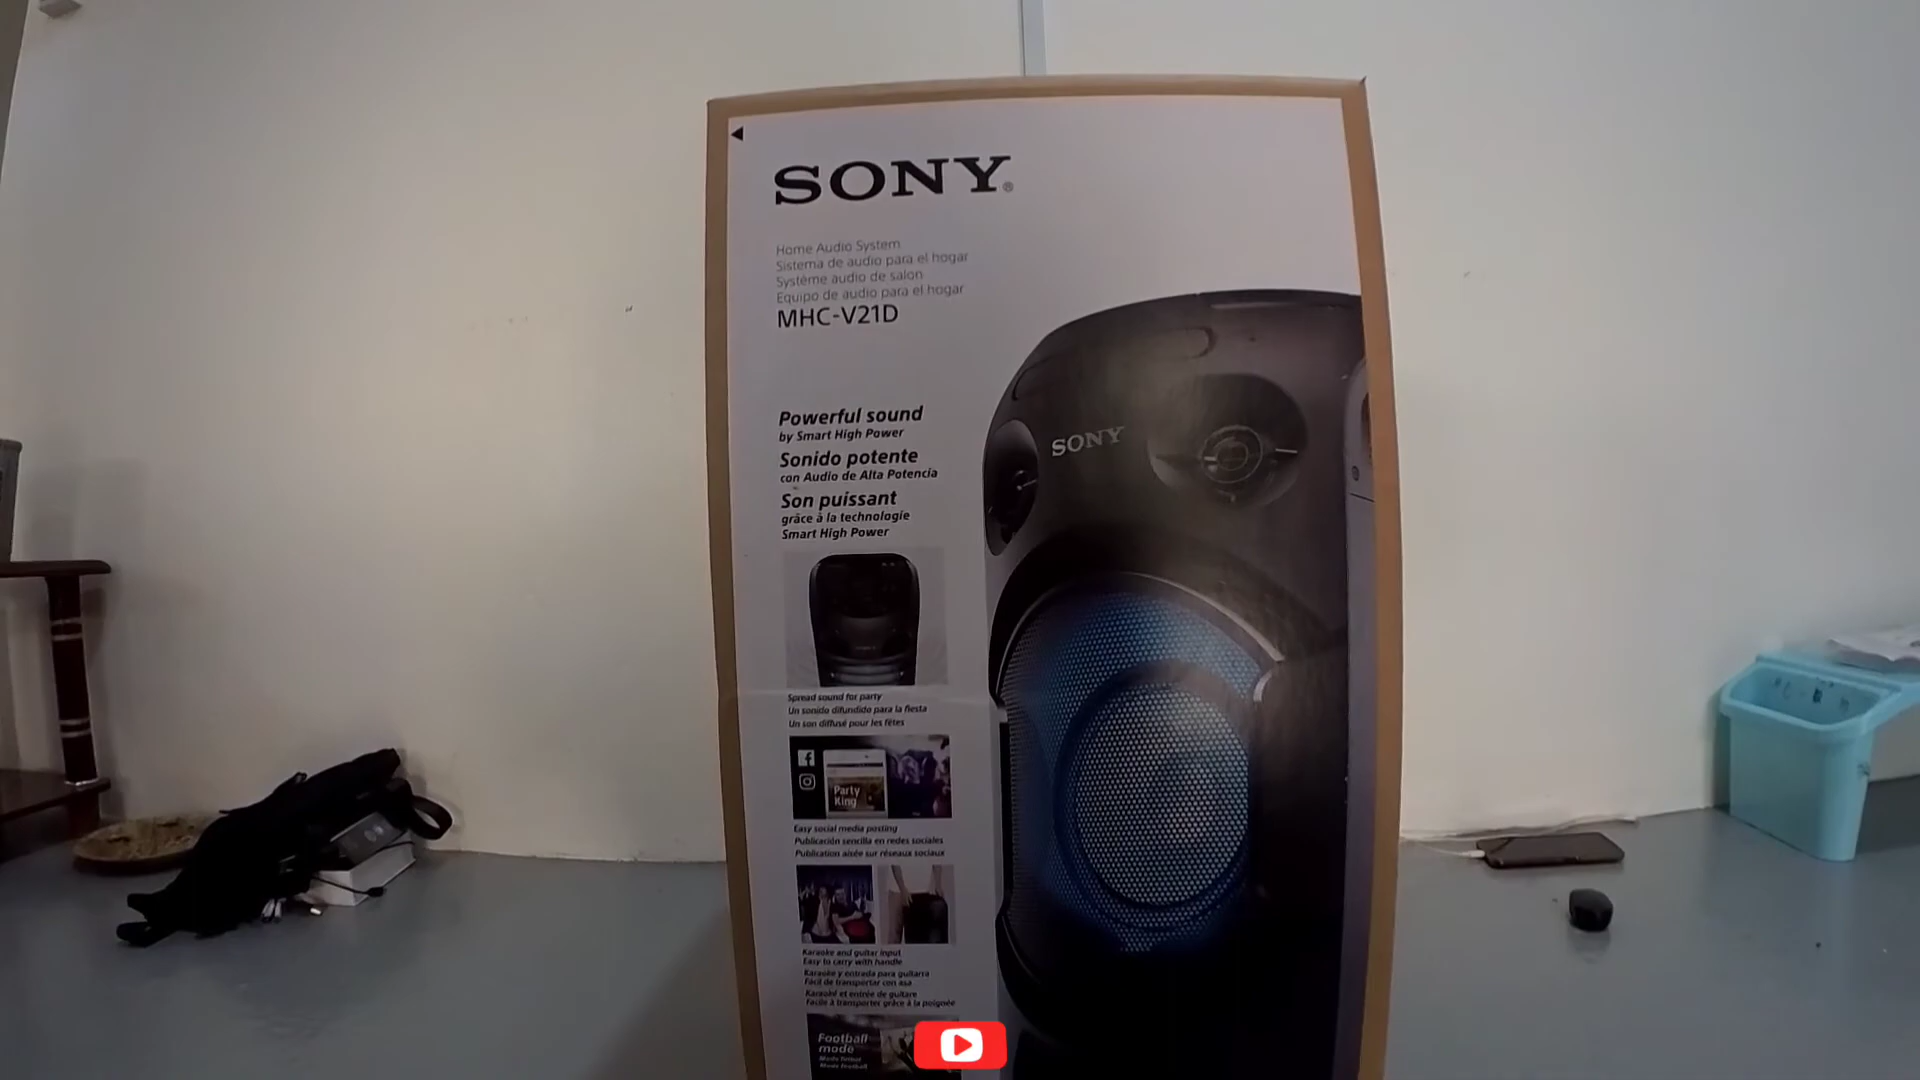 SONY®
Home Audio System
Sistema de audio para el hogar
Système audio de salon
Equipo de audio para el hogar
MHC-V21D
Powerful sound
by Smart High Power
Sonido potente
con Audio de Alta Potencia
Son puissant
grâce à la technologie
Smart High Power
SONY
Spread sound for party
Un sonido difundido para la fiesta
Un son diffusé pour les fêtes
Party
King
Easy social media posting
Publicación sencilla en redes sociales
Publication aisée sur réseaux sociaux
Karaoke and guitar input
Easy to carry with handle
Karaoke y entrada para guitarra
Fácil de transportar con asa
Karaoké et entrée de guitare
Facile à transporter grâce à la poignée
Football
mode
Modo fútbol
Mode Football